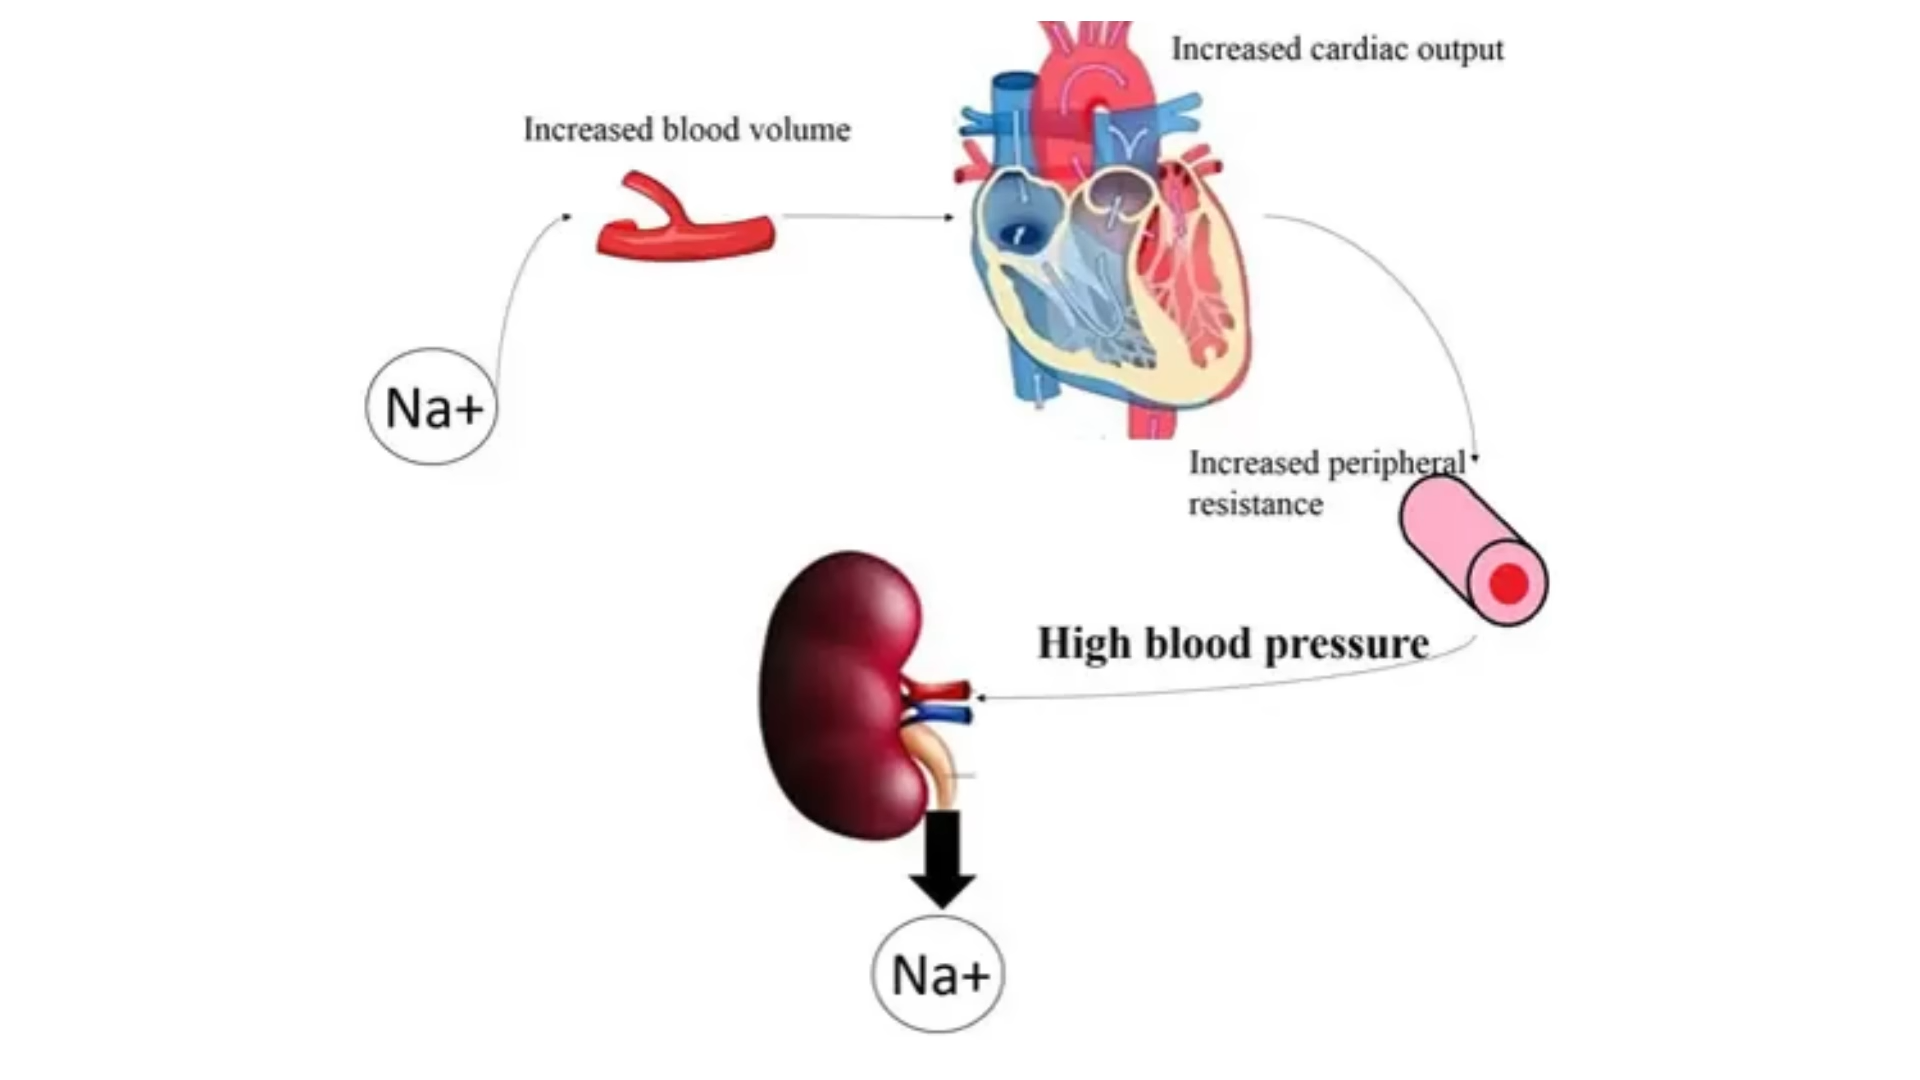 Increased cardiac output
Increased blood volume
Na+
Increased peripheral
resistance
High blood pressure
Na+